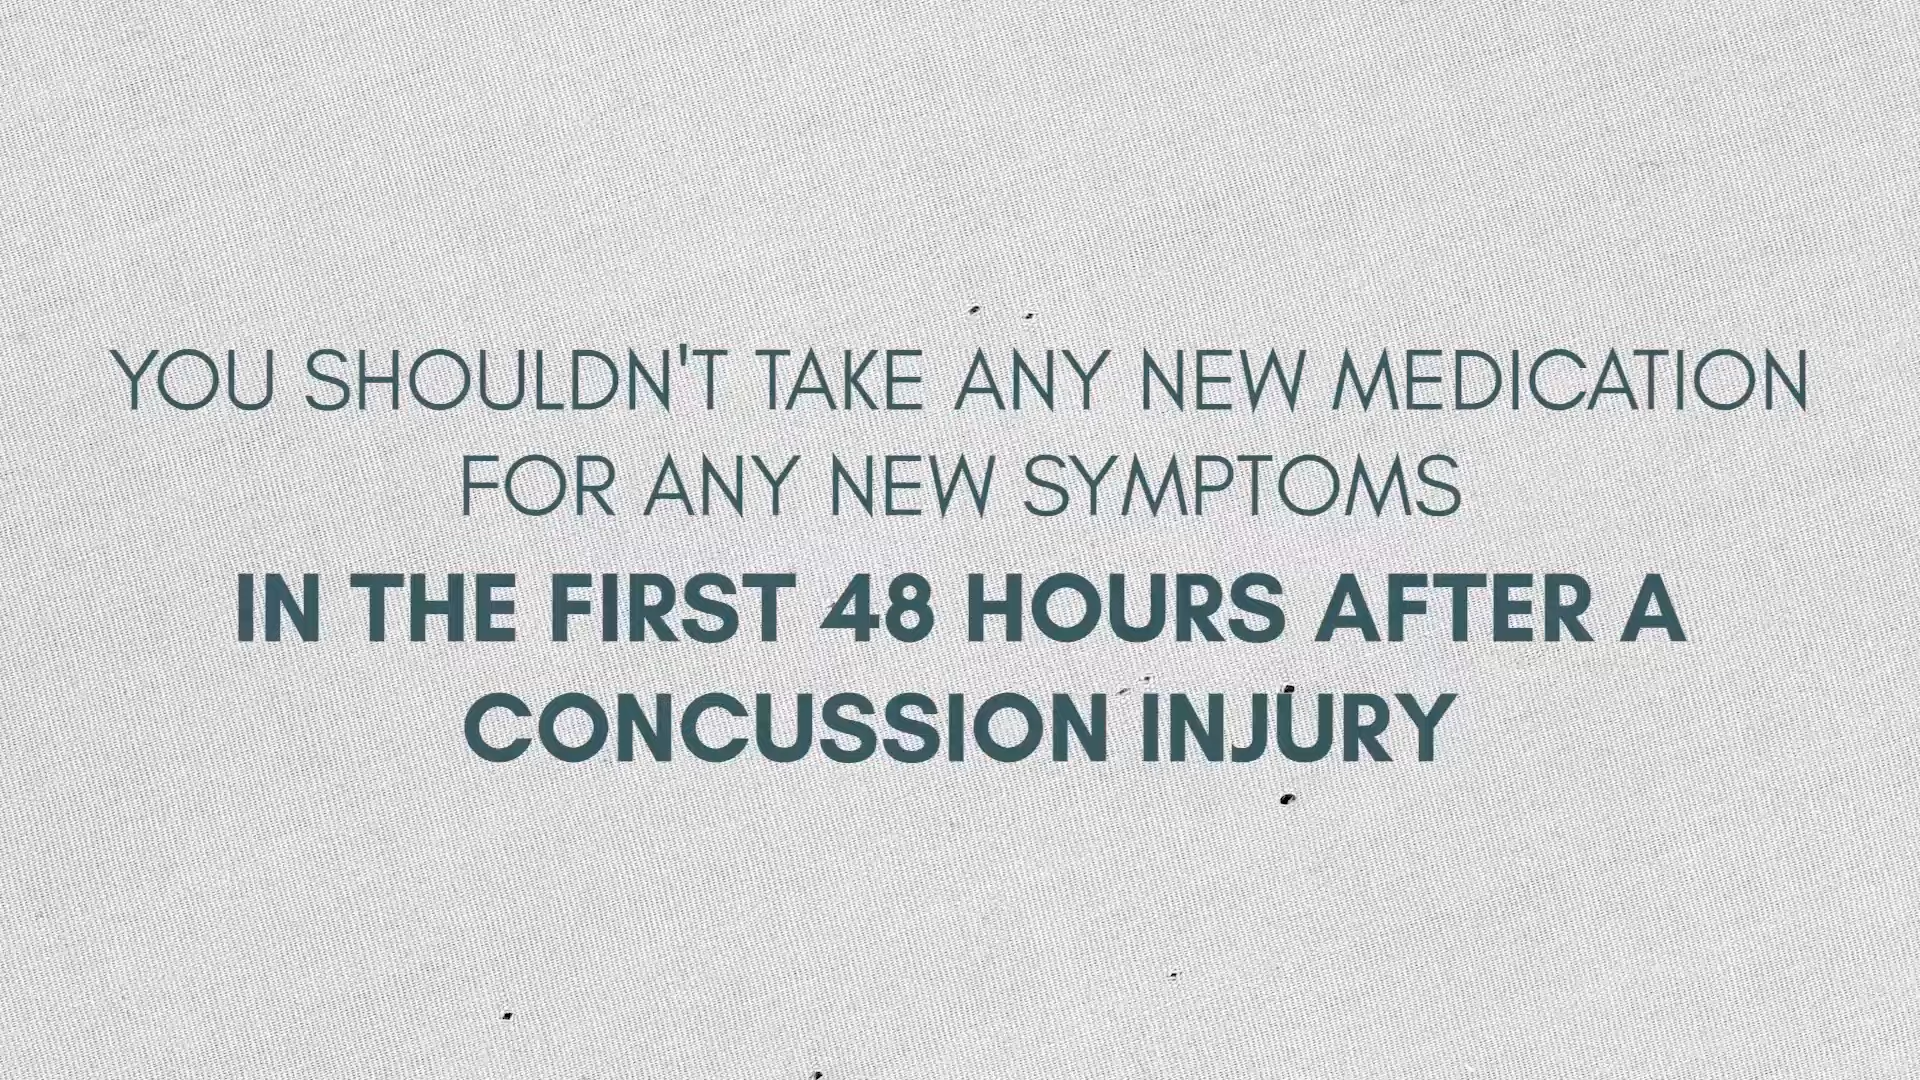 YOU SHOULDN'T TAKE ANY NEW MEDICATION
FOR ANY NEW SYMPTOMS
IN THE FIRST 48 HOURS AFTER A
CONCUSSION INJURY